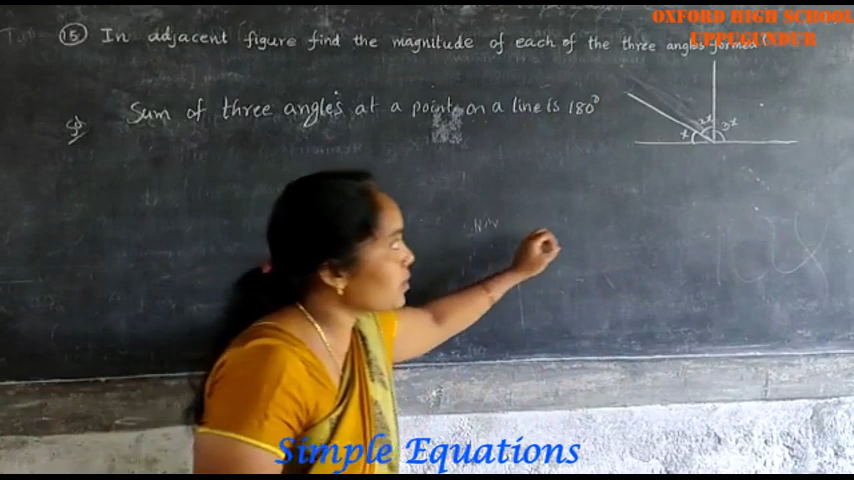 OXFORD HIGH SCHOOL
UPPUGUNDUR
15 In adjacent figure find the magnitude of each of the three angles formed?
Sol Sum of three angles at a point on a line is 180°
x 2x 3x
Simple Equations